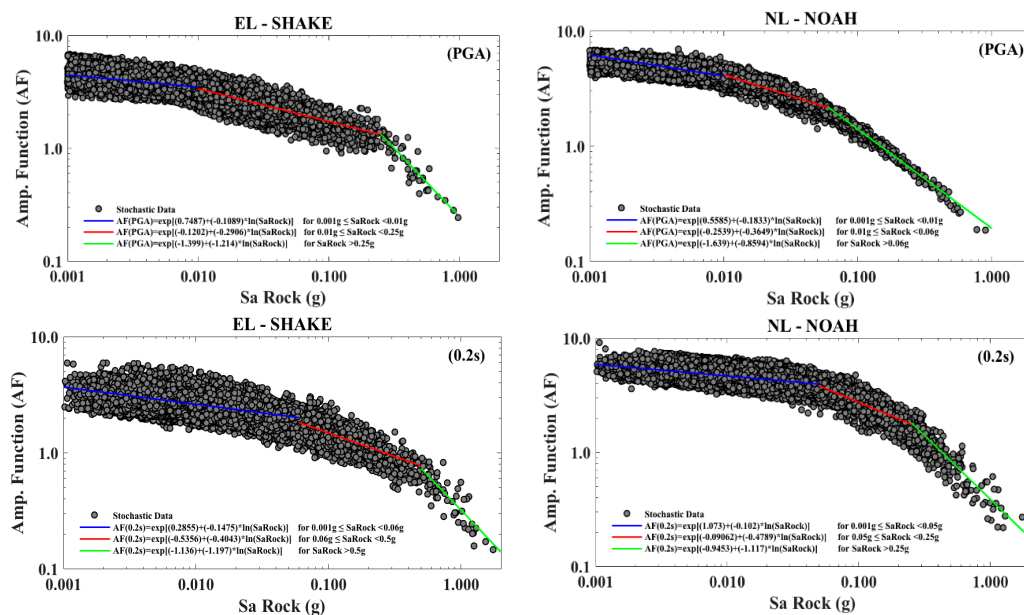 EL - SHAKE
(PGA)
10.0
1.0
0.1
Amp. Function (AF)
Stochastic Data
AF(PGA)=exp[(0.7487)+(-0.1089)*ln(SaRock)] for 0.001g ≤ SaRock <0.01g
AF(PGA)=exp[(-0.1202)+(-0.2906)*ln(SaRock)] for 0.01g ≤ SaRock <0.25g
AF(PGA)=exp[(-1.399)+(-1.214)*ln(SaRock)] for SaRock >0.25g
0.001 0.010 0.100 1.000
Sa Rock (g)
NL - NOAH
(PGA)
10.0
1.0
0.1
Amp. Function (AF)
Stochastic Data
AF(PGA)=exp[(0.5585)+(-0.1833)*ln(SaRock)] for 0.001g ≤ SaRock <0.01g
AF(PGA)=exp[(-0.2539)+(-0.3649)*ln(SaRock)] for 0.01g ≤ SaRock <0.06g
AF(PGA)=exp[(-1.639)+(-0.8594)*ln(SaRock)] for SaRock >0.06g
0.001 0.010 0.100 1.000
Sa Rock (g)
EL - SHAKE
(0.2s)
10.0
1.0
0.1
Amp. Function (AF)
Stochastic Data
AF(0.2s)=exp[(0.2855)+(-0.1475)*ln(SaRock)] for 0.001g ≤ SaRock <0.06g
AF(0.2s)=exp[(-0.5356)+(-0.4043)*ln(SaRock)] for 0.06g ≤ SaRock <0.5g
AF(0.2s)=exp[(-1.136)+(-1.197)*ln(SaRock)] for SaRock >0.5g
0.001 0.010 0.100 1.000
Sa Rock (g)
NL - NOAH
(0.2s)
10.0
1.0
0.1
Amp. Function (AF)
Stochastic Data
AF(0.2s)=exp[(1.073)+(-0.102)*ln(SaRock)] for 0.001g ≤ SaRock <0.05g
AF(0.2s)=exp[(-0.09062)+(-0.4789)*ln(SaRock)] for 0.05g ≤ SaRock <0.25g
AF(0.2s)=exp[(-0.9453)+(-1.117)*ln(SaRock)] for SaRock >0.25g
0.001 0.010 0.100 1.000
Sa Rock (g)